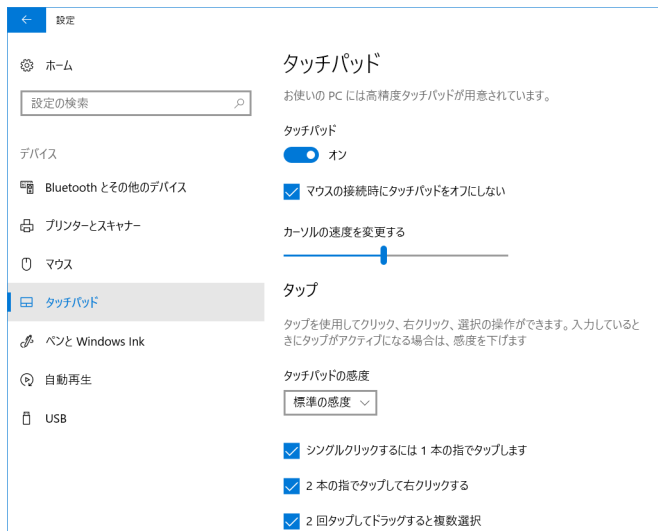 設定
ホーム
設定の検索
デバイス
Bluetooth とその他のデバイス
プリンターとスキャナー
マウス
タッチパッド
ペンと Windows Ink
自動再生
USB
タッチパッド
お使いの PC には高精度タッチパッドが用意されています。
タッチパッド
オン
マウスの接続時にタッチパッドをオフにしない
カーソルの速度を変更する
タップ
タップを使用してクリック、右クリック、選択の操作ができます。入力していると
きにタップがアクティブになる場合は、感度を下げます
タッチパッドの感度
標準の感度
シングルクリックするには 1 本の指でタップします
2 本の指でタップして右クリックする
2 回タップしてドラッグすると複数選択